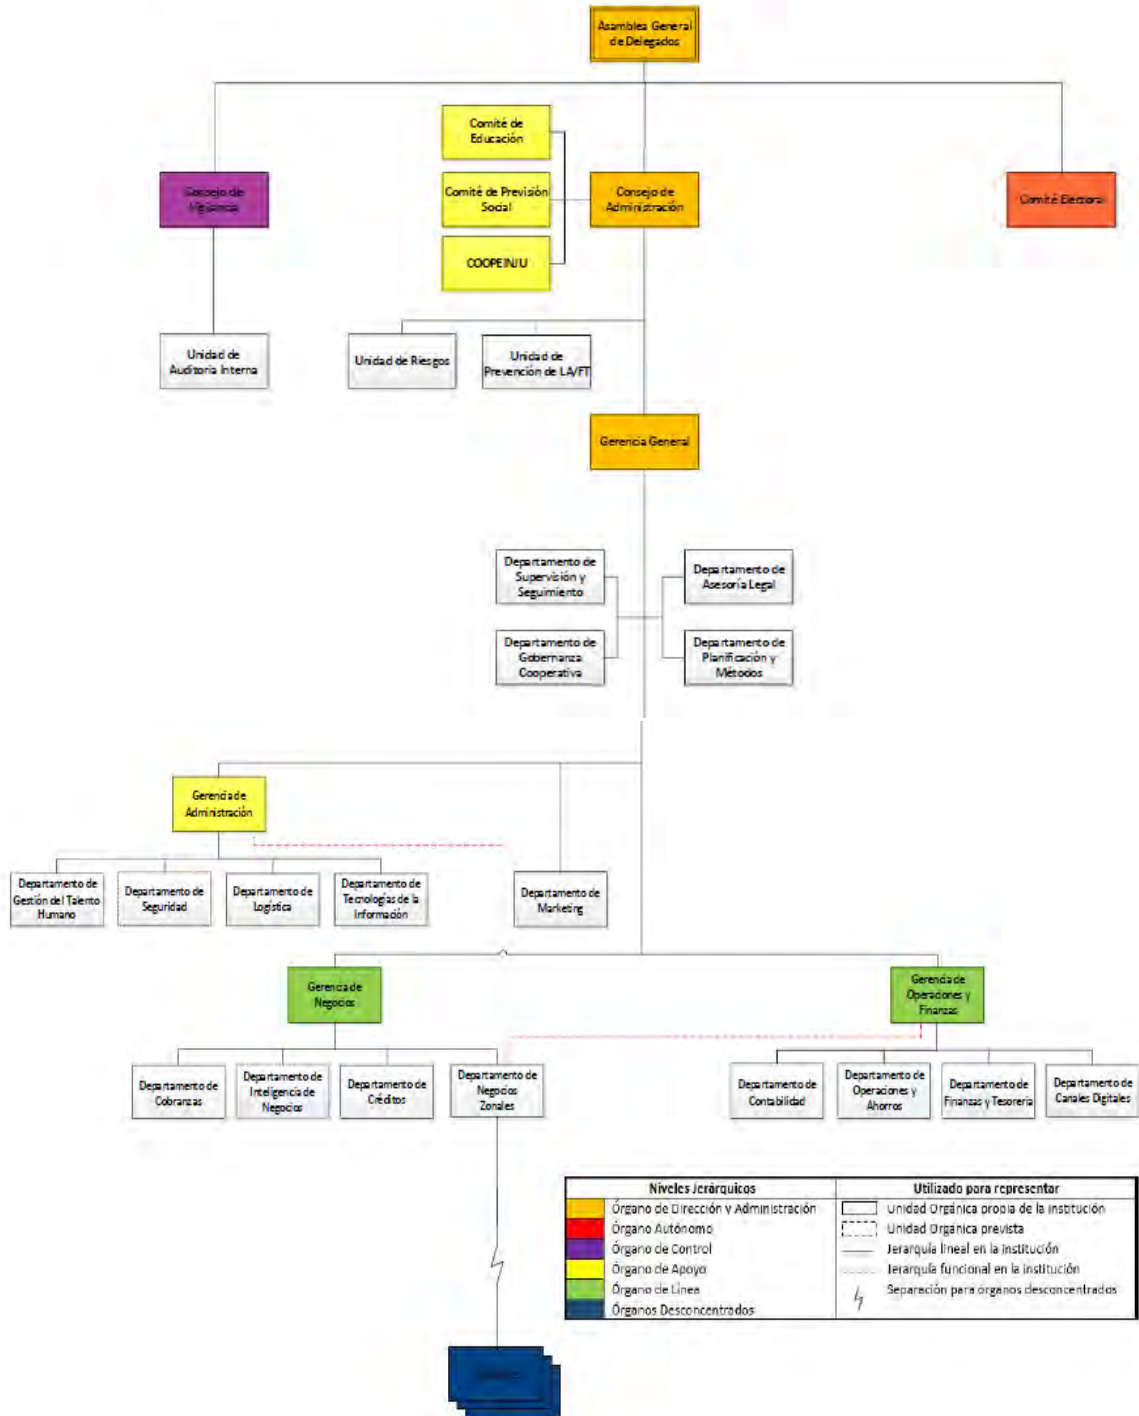 Asamblea General
de Delegados
Comité de
Educación
Consejo de
Vigilancia
Comité de Previsión
Social
Consejo de
Administración
Comité Electoral
COOPEINJU
Unidad de
Auditoría Interna
Unidad de Riesgos
Unidad de
Prevención de LA/FT
Gerencia General
Departamento de
Supervisión y
Seguimiento
Departamento de
Asesoría Legal
Departamento de
Gobernanza
Cooperativa
Departamento de
Planificación y
Métodos
Gerencia de
Administración
Departamento de
Gestión del Talento
Humano
Departamento de
Seguridad
Departamento de
Logística
Departamento de
Tecnologías de la
Información
Departamento de
Marketing
Gerencia de
Negocios
Gerencia de
Operaciones y
Finanzas
Departamento de
Cobranzas
Departamento de
Inteligencia de
Negocios
Departamento de
Créditos
Departamento de
Negocios
Zonales
Departamento de
Contabilidad
Departamento de
Operaciones y
Ahorros
Departamento de
Finanzas y Tesorería
Departamento de
Canales Digitales
Niveles Jerárquicos
Órgano de Dirección y Administración
Órgano Autónomo
Órgano de Control
Órgano de Apoyo
Órgano de Línea
Órganos Desconcentrados
Utilizado para representar
Unidad Orgánica propia de la institución
Unidad Orgánica prevista
Jerarquía lineal en la institución
Jerarquía funcional en la institución
Separación para órganos desconcentrados